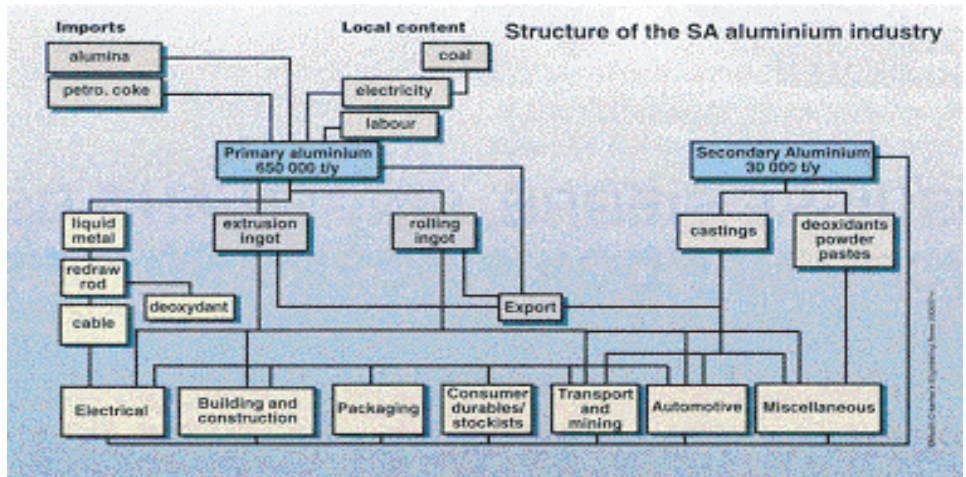 Imports
Local content
Structure of the SA aluminium industry
alumina
coal
petro. coke
electricity
labour
Primary aluminium
650 000 t/y
Secondary Aluminium
30 000 t/y
liquid
metal
extrusion
ingot
rolling
ingot
castings
deoxidants
powder
pastes
redraw
rod
deoxydant
Export
cable
Electrical
Building and
construction
Packaging
Consumer
durables/
stockists
Transport
and
mining
Automotive
Miscellaneous